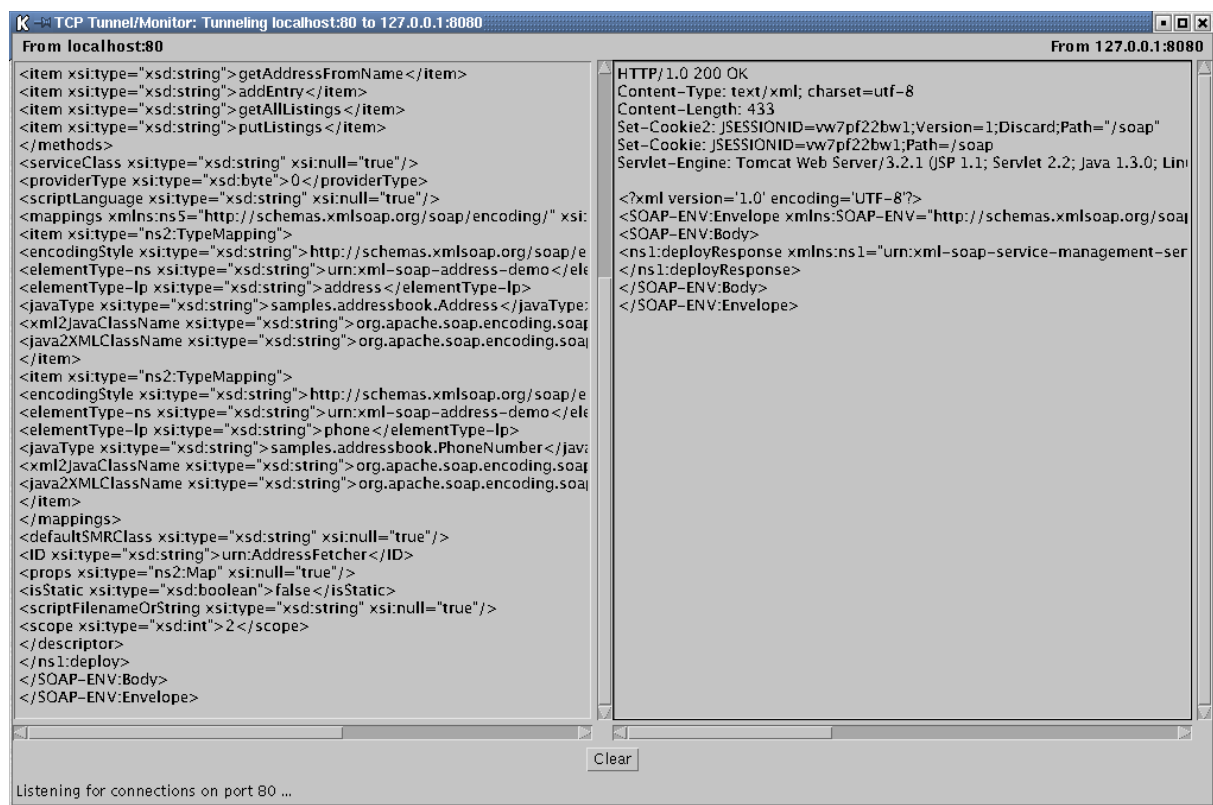 TCP Tunnel/Monitor: Tunneling localhost:80 to 127.0.0.1:8080
From localhost:80
From 127.0.0.1:8080
<item xsi:type="xsd:string">getAddressFromName</item>
<item xsi:type="xsd:string">addEntry</item>
<item xsi:type="xsd:string">getAllListings</item>
<item xsi:type="xsd:string">putListings</item>
</methods>
<serviceClass xsi:type="xsd:string" xsi:null="true"/>
<providerType xsi:type="xsd:byte">0</providerType>
<scriptLanguage xsi:type="xsd:string" xsi:null="true"/>
<mappings xmlns:ns5="http://schemas.xmlsoap.org/soap/encoding/" xsi:
<item xsi:type="ns2:TypeMapping">
<encodingStyle xsi:type="xsd:string">http://schemas.xmlsoap.org/soap/e
<elementType-ns xsi:type="xsd:string">urn:xml-soap-address-demo</ele
<elementType-lp xsi:type="xsd:string">address</elementType-lp>
<javaType xsi:type="xsd:string">samples.addressbook.Address</javaType>
<xml2JavaClassName xsi:type="xsd:string">org.apache.soap.encoding.soap
<java2XMLClassName xsi:type="xsd:string">org.apache.soap.encoding.soap
</item>
<item xsi:type="ns2:TypeMapping">
<encodingStyle xsi:type="xsd:string">http://schemas.xmlsoap.org/soap/e
<elementType-ns xsi:type="xsd:string">urn:xml-soap-address-demo</ele
<elementType-lp xsi:type="xsd:string">phone</elementType-lp>
<javaType xsi:type="xsd:string">samples.addressbook.PhoneNumber</java
<xml2JavaClassName xsi:type="xsd:string">org.apache.soap.encoding.soap
<java2XMLClassName xsi:type="xsd:string">org.apache.soap.encoding.soap
</item>
</mappings>
<defaultSMRClass xsi:type="xsd:string" xsi:null="true"/>
<ID xsi:type="xsd:string">urn:AddressFetcher</ID>
<props xsi:type="ns2:Map" xsi:null="true"/>
<isStatic xsi:type="xsd:boolean">false</isStatic>
<scriptFilenameOrString xsi:type="xsd:string" xsi:null="true"/>
<scope xsi:type="xsd:int">2</scope>
</descriptor>
</ns1:deploy>
</SOAP-ENV:Body>
</SOAP-ENV:Envelope>
HTTP/1.0 200 OK
Content-Type: text/xml; charset=utf-8
Content-Length: 433
Set-Cookie2: JSESSIONID=vw7pf22bw1;Version=1;Discard;Path="/soap"
Set-Cookie: JSESSIONID=vw7pf22bw1;Path=/soap
Servlet-Engine: Tomcat Web Server/3.2.1 (JSP 1.1; Servlet 2.2; Java 1.3.0; Lin
<?xml version='1.0' encoding='UTF-8'?>
<SOAP-ENV:Envelope xmlns:SOAP-ENV="http://schemas.xmlsoap.org/soap
<SOAP-ENV:Body>
<ns1:deployResponse xmlns:ns1="urn:xml-soap-service-management-ser
</ns1:deployResponse>
</SOAP-ENV:Body>
</SOAP-ENV:Envelope>
Clear
Listening for connections on port 80 ...